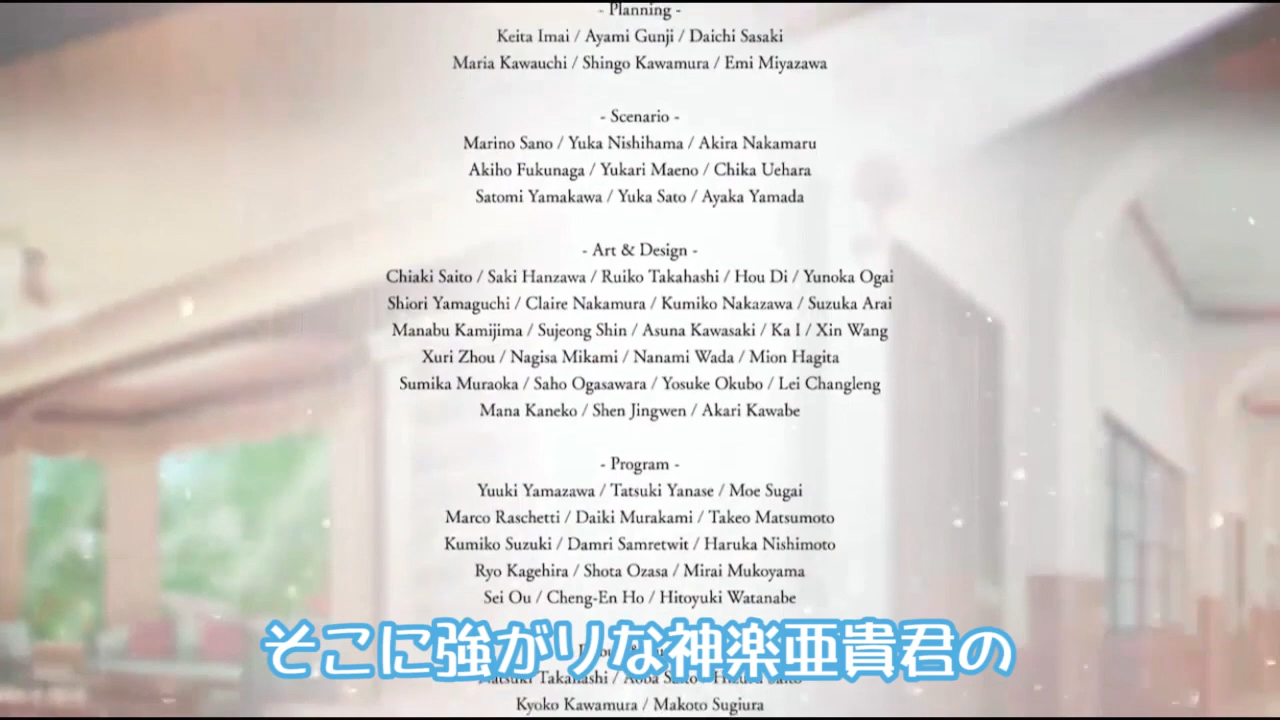 - Planning -
Keita Imai / Ayami Gunji / Daichi Sasaki
Maria Kawauchi / Shingo Kawamura / Emi Miyazawa
- Scenario -
Marino Sano / Yuka Nishihama / Akira Nakamaru
Akiho Fukunaga / Yukari Maeno / Chika Uehara
Satomi Yamakawa / Yuka Sato / Ayaka Yamada
- Art & Design -
Chiaki Saito / Saki Hanzawa / Ruiko Takahashi / Hou Di / Yunoka Ogai
Shiori Yamaguchi / Claire Nakamura / Kumiko Nakazawa / Suzuka Arai
Manabu Kamijima / Sujeong Shin / Asuna Kawasaki / Ka I / Xin Wang
Xuri Zhou / Nagisa Mikami / Nanami Wada / Mion Hagita
Sumika Muraoka / Saho Ogasawara / Yosuke Okubo / Lei Changleng
Mana Kaneko / Shen Jingwen / Akari Kawabe
- Program -
Yuuki Yamazawa / Tatsuki Yanase / Moe Sugai
Marco Raschetti / Daiki Murakami / Takeo Matsumoto
Kumiko Suzuki / Damri Samretwit / Haruka Nishimoto
Ryo Kagehira / Shota Ozasa / Mirai Mukoyama
Sei Ou / Cheng-En Ho / Hitoyuki Watanabe
そこに強がりな神楽亜貴君の
Takahashi /
Kyoko Kawamura / Makoto Sugiura